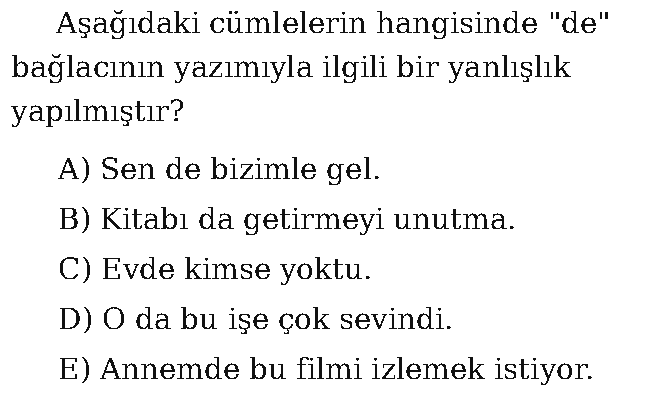 Aşağıdaki cümlelerin hangisinde "de"
bağlacının yazımıyla ilgili bir yanlışlık
yapılmıştır?
A) Sen de bizimle gel.
B) Kitabı da getirmeyi unutma.
C) Evde kimse yoktu.
D) O da bu işe çok sevindi.
E) Annemde bu filmi izlemek istiyor.